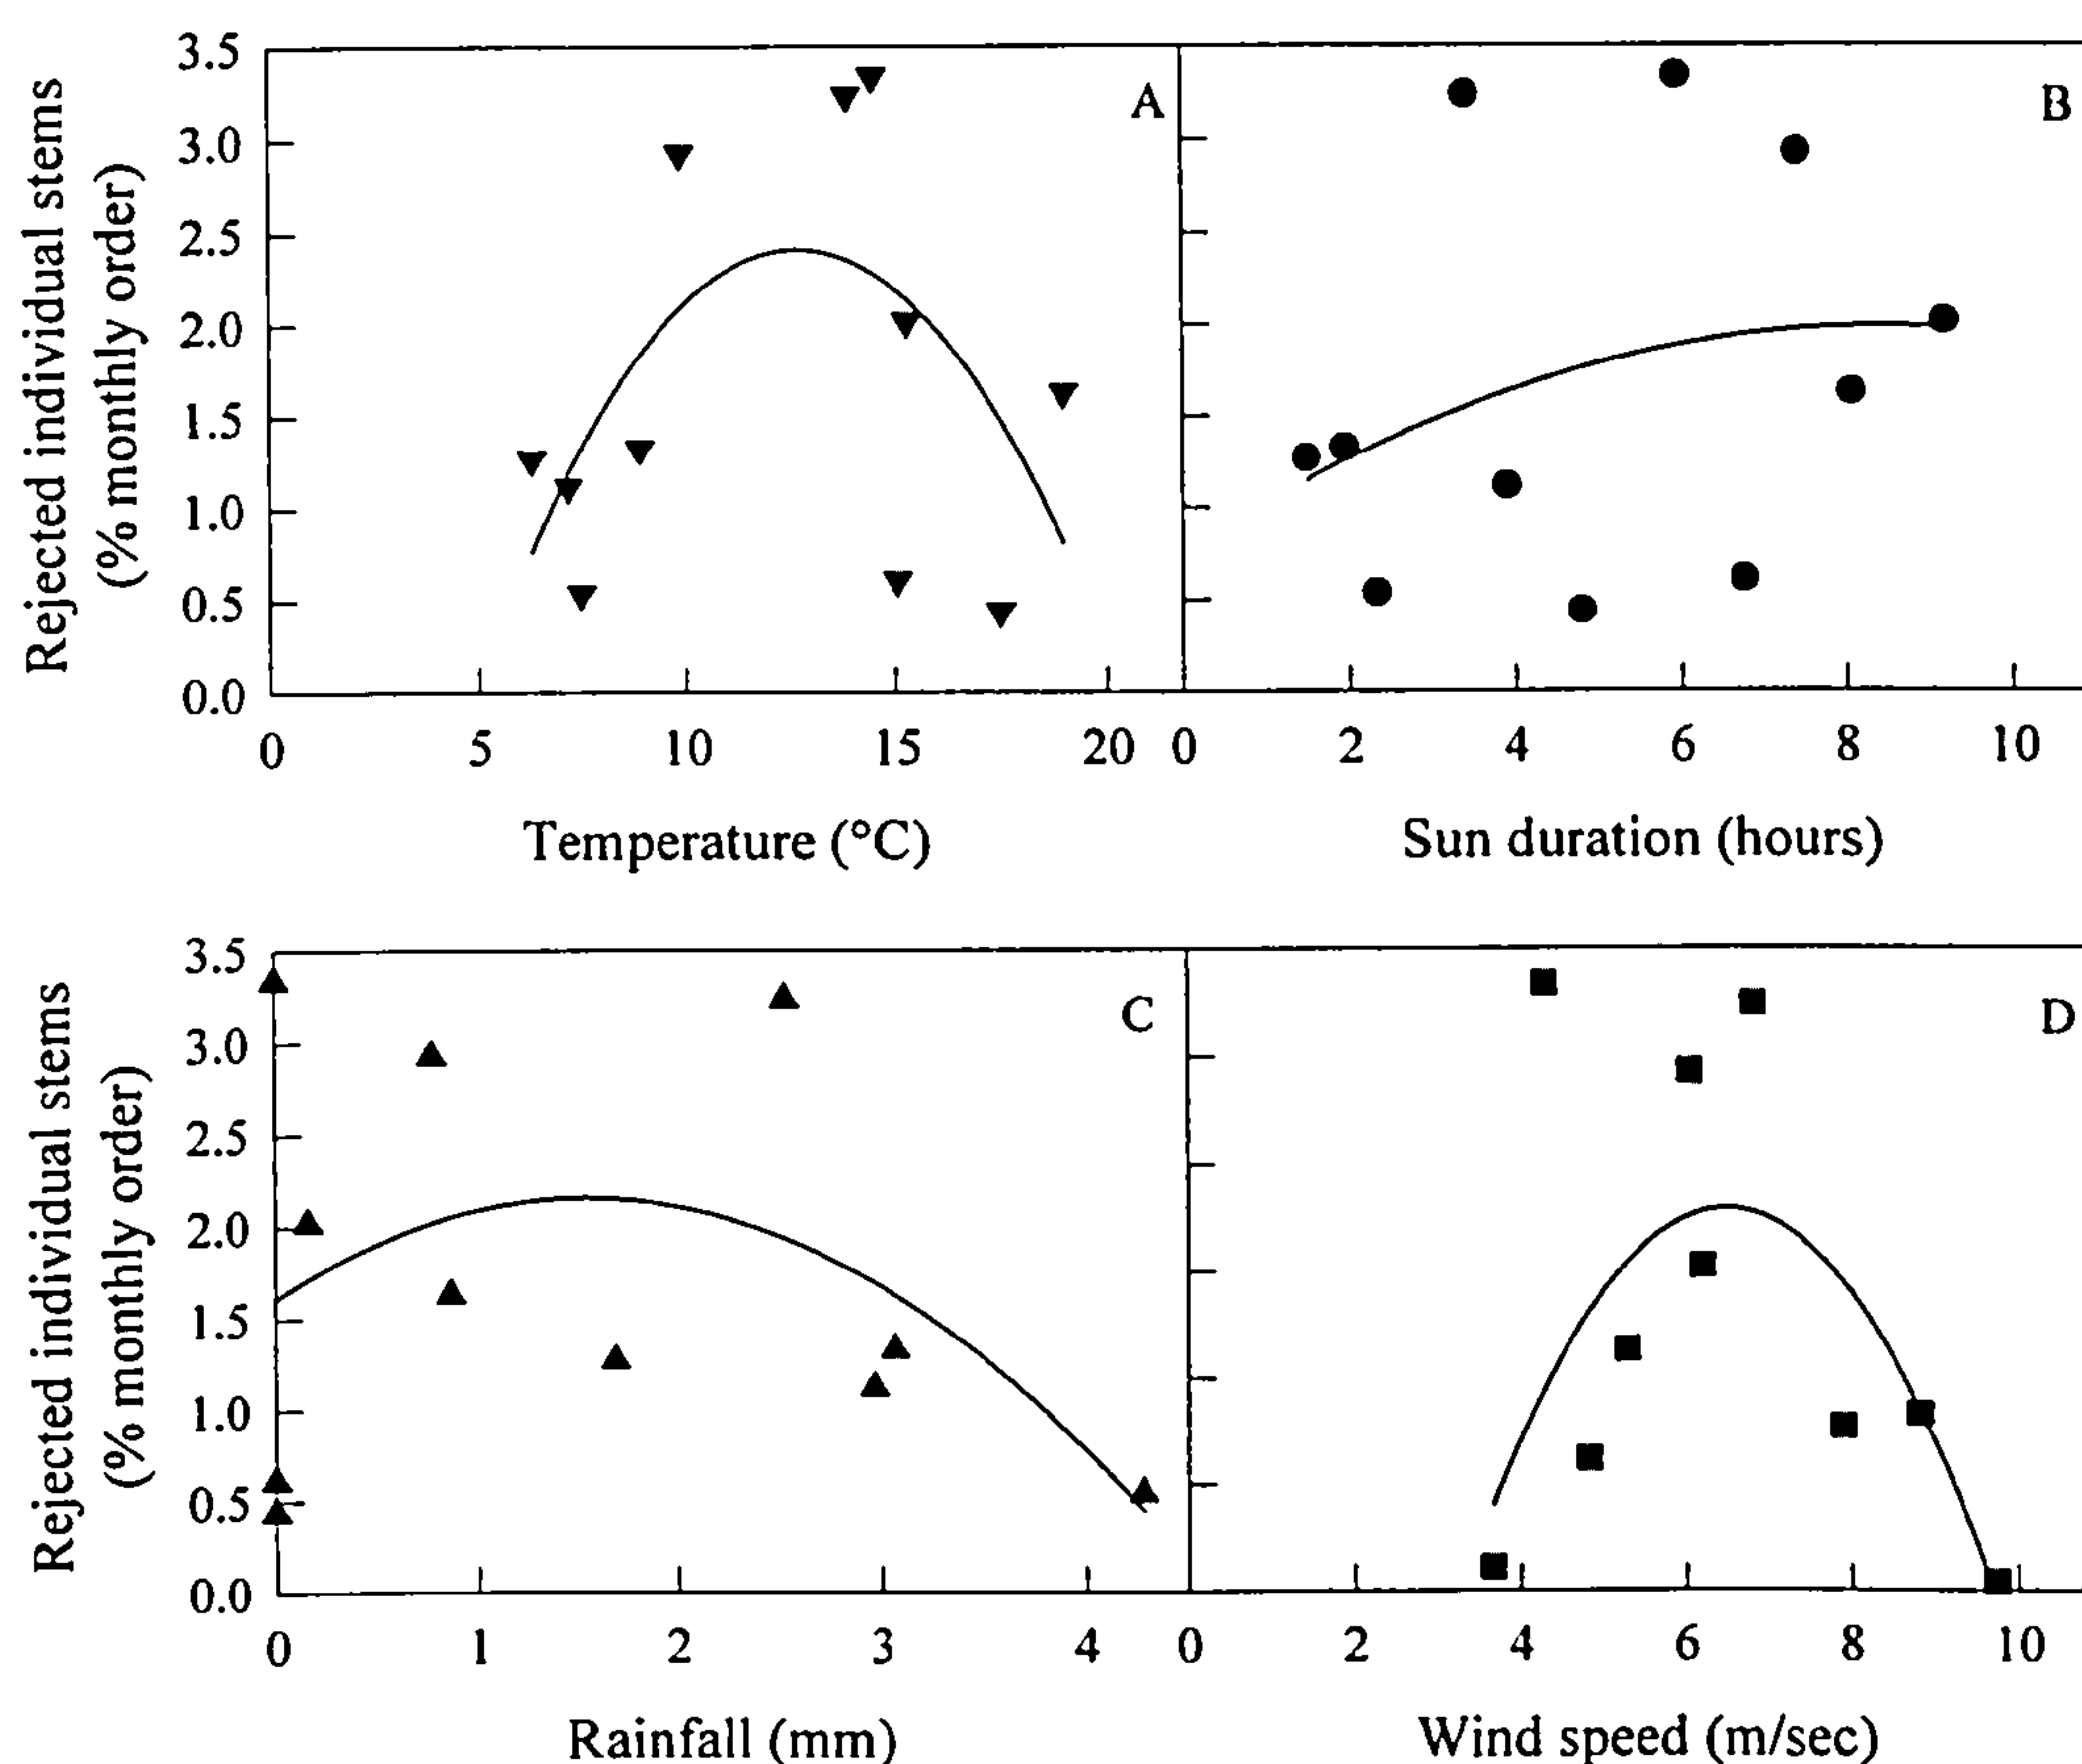 Rejected individual stems
(% monthly order)
3.5
3.0
2.5
2.0
1.5
1.0
0.5
0.0
A
B
0 5 10 15 20 0 2 4 6 8 10
Temperature (°C) Sun duration (hours)
Rejected individual stems
(% monthly order)
3.5
3.0
2.5
2.0
1.5
1.0
0.5
0.0
C
D
0 1 2 3 4 0 2 4 6 8 10
Rainfall (mm) Wind speed (m/sec)